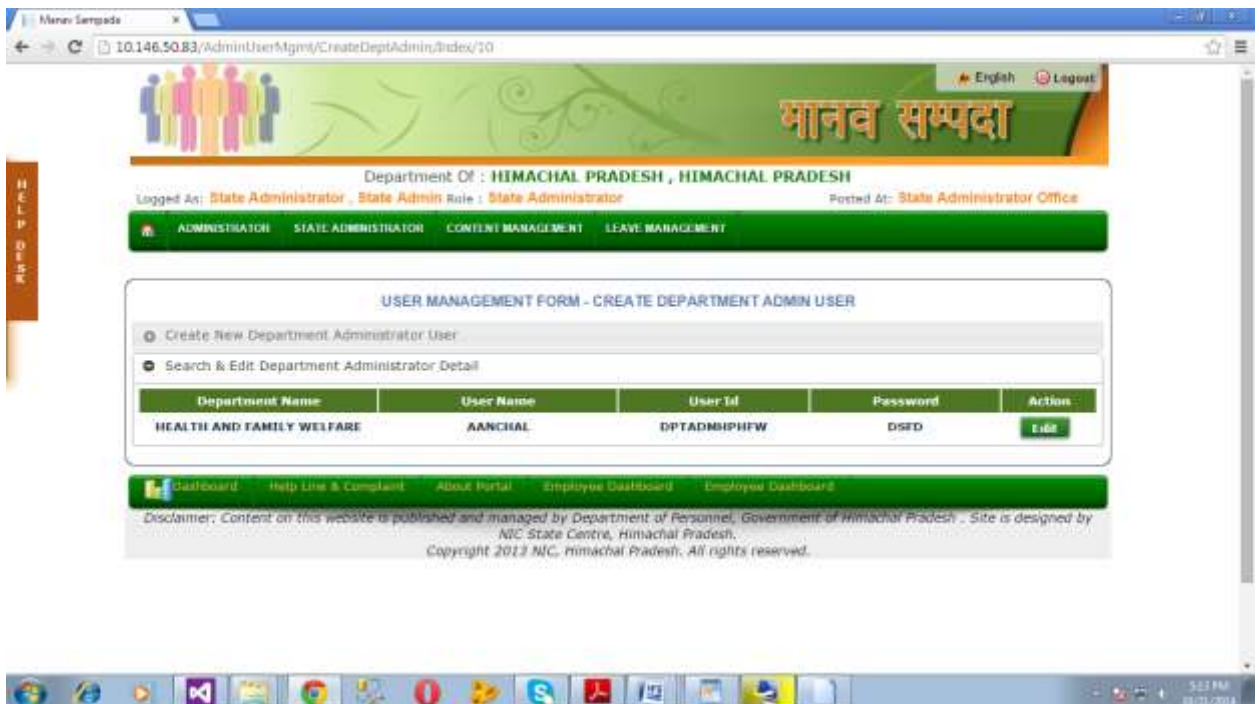 Manav Sampada
10.146.50.83/AdminUserMgmt/CreateDeptAdmin/Index/10
English Logout
मानव सम्पदा
Department Of : HIMACHAL PRADESH , HIMACHAL PRADESH
Logged As: State Administrator , State Admin Role : State Administrator Posted At: State Administrator Office
HELP DESK
ADMINISTRATOR STATE ADMINISTRATOR CONTENT MANAGEMENT LEAVE MANAGEMENT
USER MANAGEMENT FORM - CREATE DEPARTMENT ADMIN USER
Create New Department Administrator User
Search & Edit Department Administrator Detail
Department Name User Name User Id Password Action
HEALTH AND FAMILY WELFARE AANCHAL DPTADMHPHFW DSFD Edit
Dashboard Help Line & Complaint About Portal Employee Dashboard Employee Dashboard
Disclaimer: Content on this website is published and managed by Department of Personnel, Government of Himachal Pradesh . Site is designed by
NIC State Centre, Himachal Pradesh.
Copyright 2013 NIC, Himachal Pradesh. All rights reserved.
5:53 PM